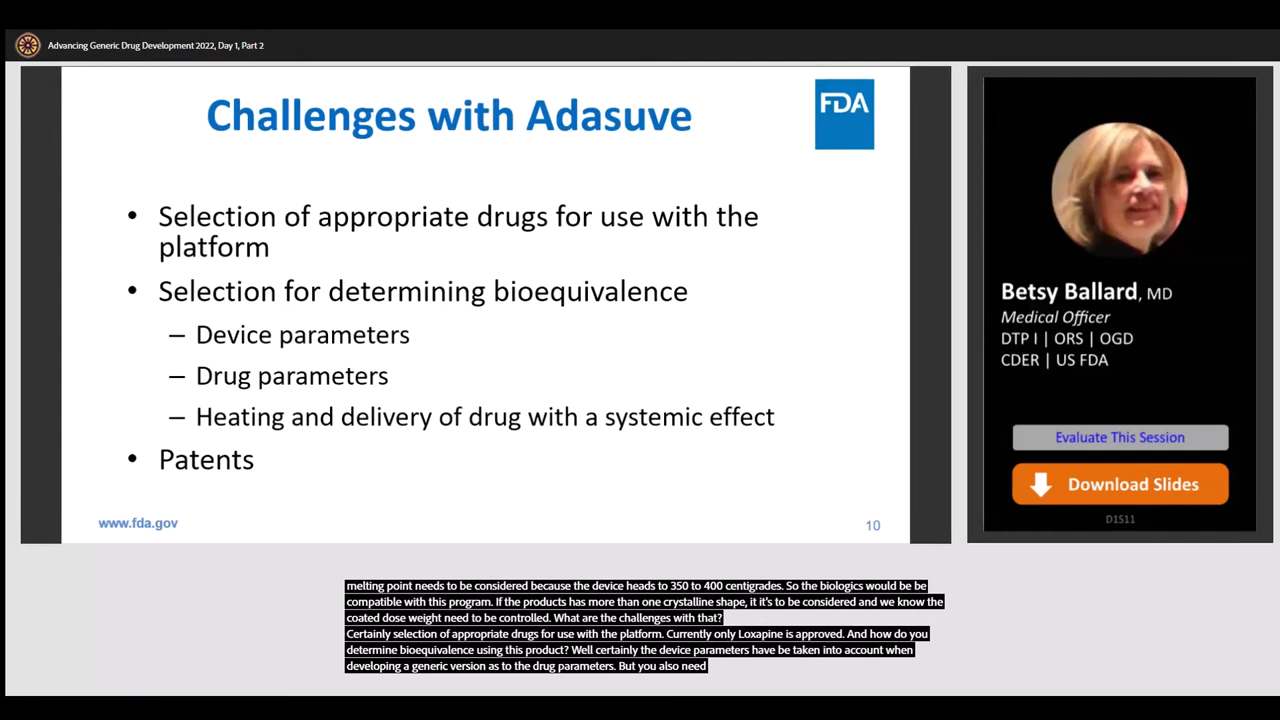 Advancing Generic Drug Development 2022, Day 1, Part 2
Challenges with Adasuve
FDA
• Selection of appropriate drugs for use with the
platform
• Selection for determining bioequivalence
– Device parameters
– Drug parameters
– Heating and delivery of drug with a systemic effect
• Patents
www.fda.gov
10
Betsy Ballard, MD
Medical Officer
DTP I | ORS | OGD
CDER | US FDA
Evaluate This Session
Download Slides
D1S11
melting point needs to be considered because the device heads to 350 to 400 centigrades. So the biologics would be be
compatible with this program. If the products has more than one crystalline shape, it it's to be considered and we know the
coated dose weight need to be controlled. What are the challenges with that?
Certainly selection of appropriate drugs for use with the platform. Currently only Loxapine is approved. And how do you
determine bioequivalence using this product? Well certainly the device parameters have be taken into account when
developing a generic version as to the drug parameters. But you also need